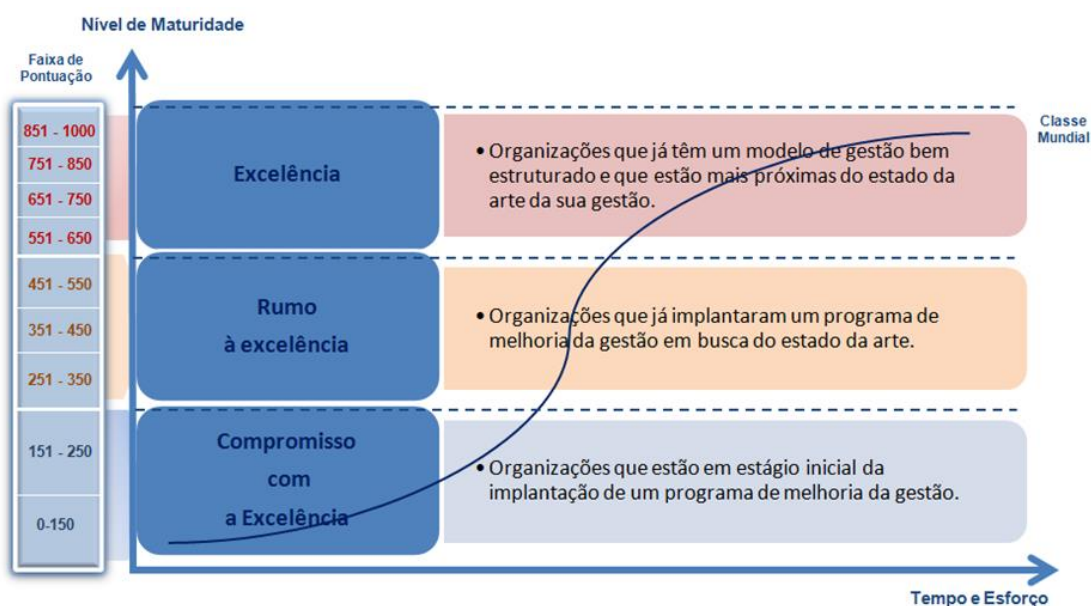 Nível de Maturidade
Faixa de
Pontuação
851 - 1000
751 - 850
651 - 750
551 - 650
451 - 550
351 - 450
251 - 350
151 - 250
0-150
Excelência
• Organizações que já têm um modelo de gestão bem
estruturado e que estão mais próximas do estado da
arte da sua gestão.
Classe
Mundial
Rumo
à excelência
• Organizações que já implantaram um programa de
melhoria da gestão em busca do estado da arte.
Compromisso
com
a Excelência
• Organizações que estão em estágio inicial da
implantação de um programa de melhoria da gestão.
Tempo e Esforço